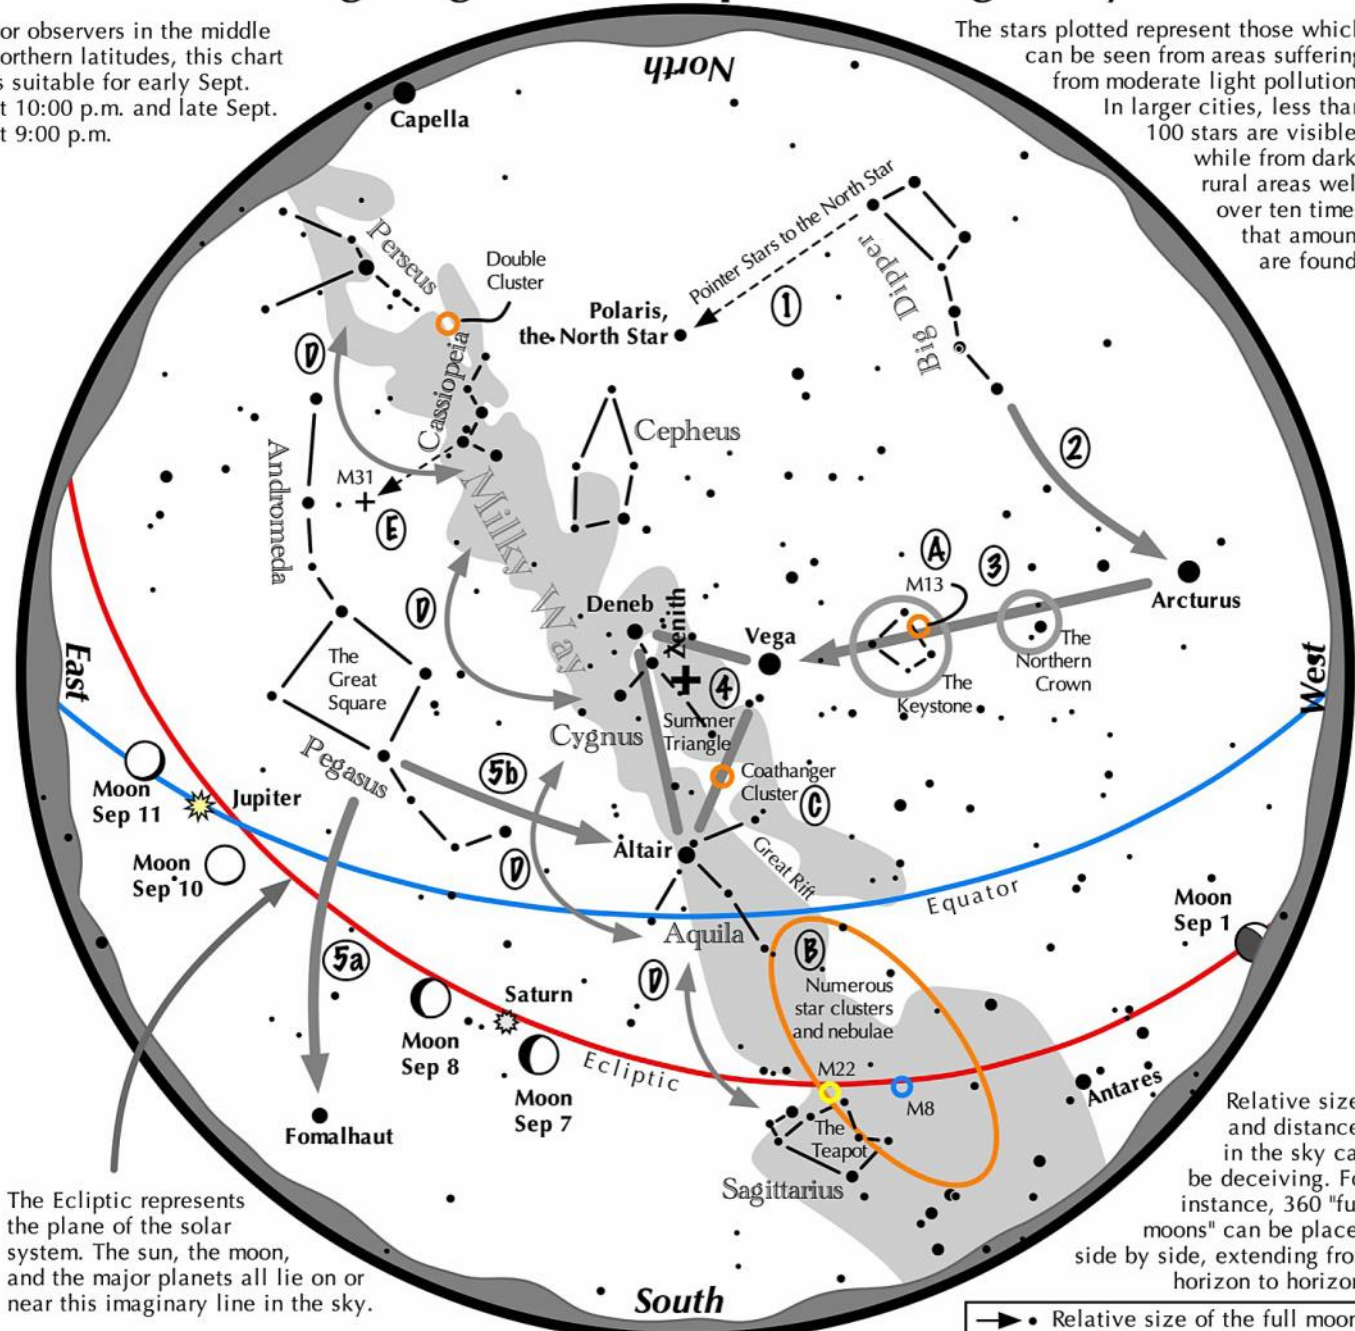 or observers in the middle
orthern latitudes, this chart
s suitable for early Sept.
t 10:00 p.m. and late Sept.
t 9:00 p.m.
The stars plotted represent those which
can be seen from areas suffering
from moderate light pollution
In larger cities, less than
100 stars are visible
while from dark
rural areas wel
over ten time
that amoun
are found
North
Capella
Perseus
Double
Cluster
Pointer Stars to the North Star
1
Big Dipper
Polaris,
the North Star
D
Cassiopeia
Cepheus
2
Andromeda
M31
E
Milky Way
A
M13
3
Arcturus
D
Deneb
Zenith
Vega
4
The
Northern
Crown
The
Keystone
East
West
The
Great
Square
Cygnus
Summer
Triangle
Pegasus
5b
Coathanger
Cluster
C
Moon
Sep 11
Jupiter
Moon
Sep 10
D
Altair
Great Rift
Equator
Moon
Sep 1
Aquila
B
5a
D
Numerous
star clusters
and nebulae
Saturn
Moon
Sep 8
Moon
Sep 7
Ecliptic
M22
M8
Antares
The
Teapot
Fomalhaut
Sagittarius
The Ecliptic represents
the plane of the solar
system. The sun, the moon,
and the major planets all lie on or
near this imaginary line in the sky.
Relative size
and distance
in the sky ca
be deceiving. Fo
instance, 360 "fu
moons" can be place
side by side, extending fro
horizon to horizon
South
Relative size of the full moon